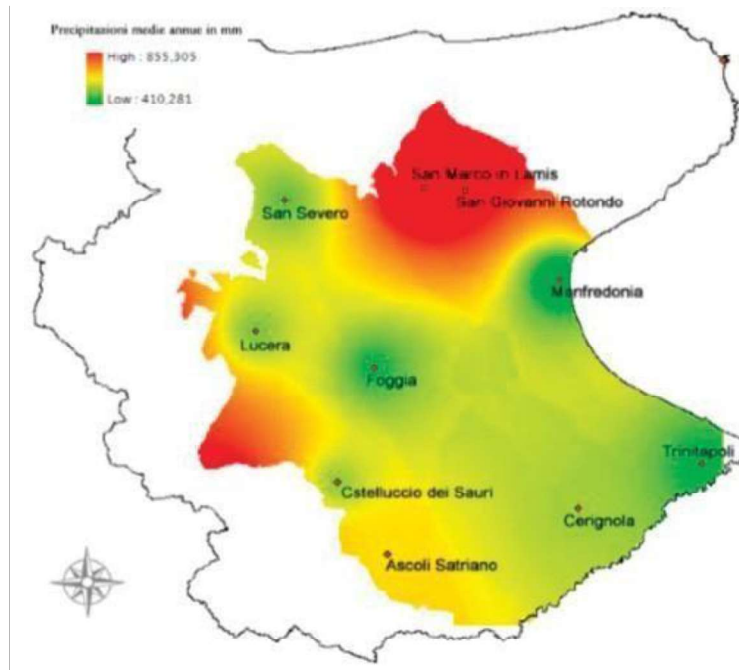 Precipitazioni medie annue in mm
High : 855,305
Low : 410,281
San Marco in Lamis
San Giovanni Rotondo
San Severo
Manfredonia
Lucera
Foggia
Trinitapoli
Cstelluccio dei Sauri
Cerignola
Ascoli Satriano